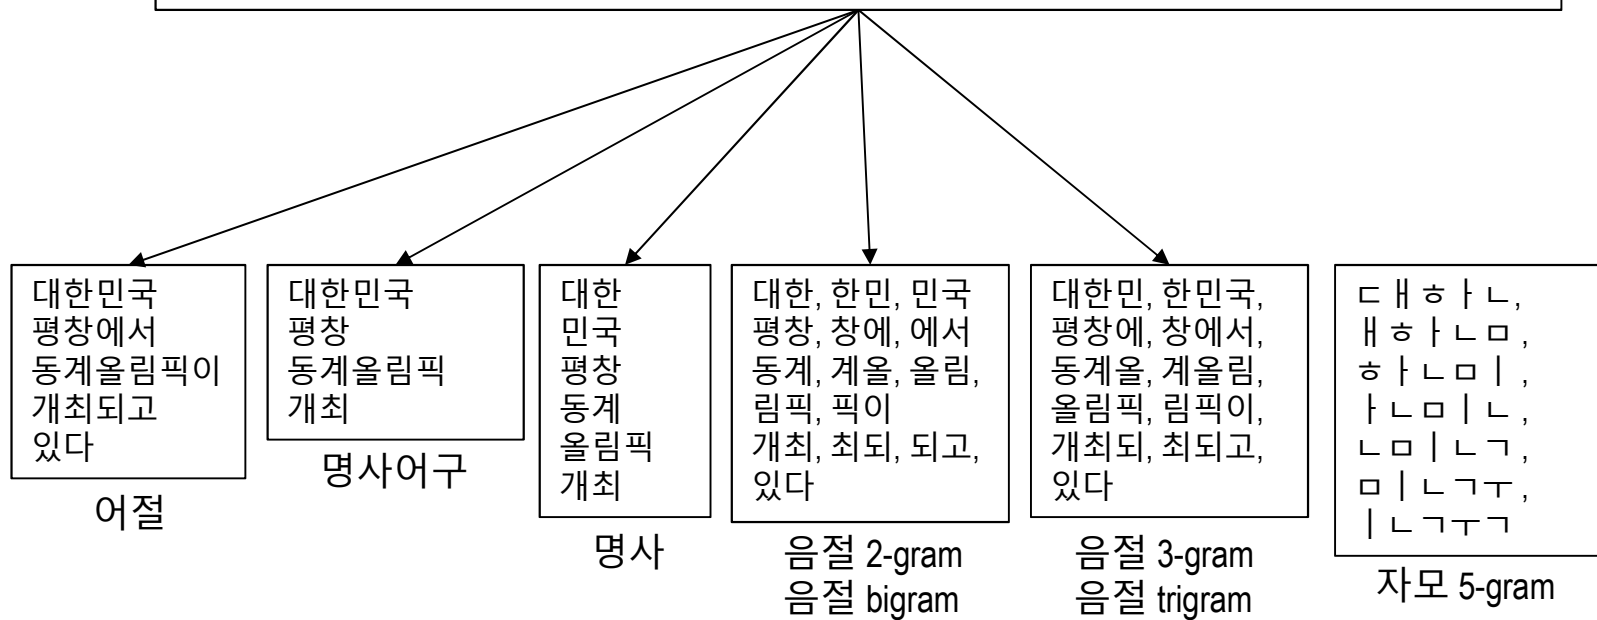 대한민국
평창에서
동계올림픽이
개최되고
있다
어절
대한민국
평창
동계올림픽
개최
명사어구
대한
민국
평창
동계
올림픽
개최
명사
대한, 한민, 민국
평창, 창에, 에서
동계, 계올, 올림,
림픽, 픽이
개최, 최되, 되고,
있다
음절 2-gram
음절 bigram
대한민, 한민국,
평창에, 창에서,
동계올, 계올림,
올림픽, 림픽이,
개최되, 최되고,
있다
음절 3-gram
음절 trigram
ㄷㅐㅎㅏㄴ,
ㅐㅎㅏㄴㅁ,
ㅎㅏㄴㅁㅣ,
ㅏㄴㅁㅣㄴ,
ㄴㅁㅣㄴㄱ,
ㅁㅣㄴㄱㅜ,
ㅣㄴㄱㅜㄱ
자모 5-gram